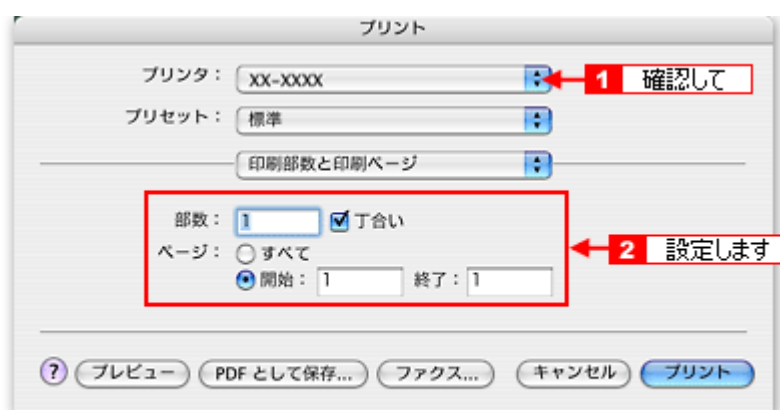 プリント
プリンタ： XX-XXXX 1 確認して
プリセット： 標準
印刷部数と印刷ページ
部数： 1 丁合い
ページ： すべて
2 設定します
開始： 1 終了： 1
? プレビュー PDF として保存... ファクス... キャンセル プリント